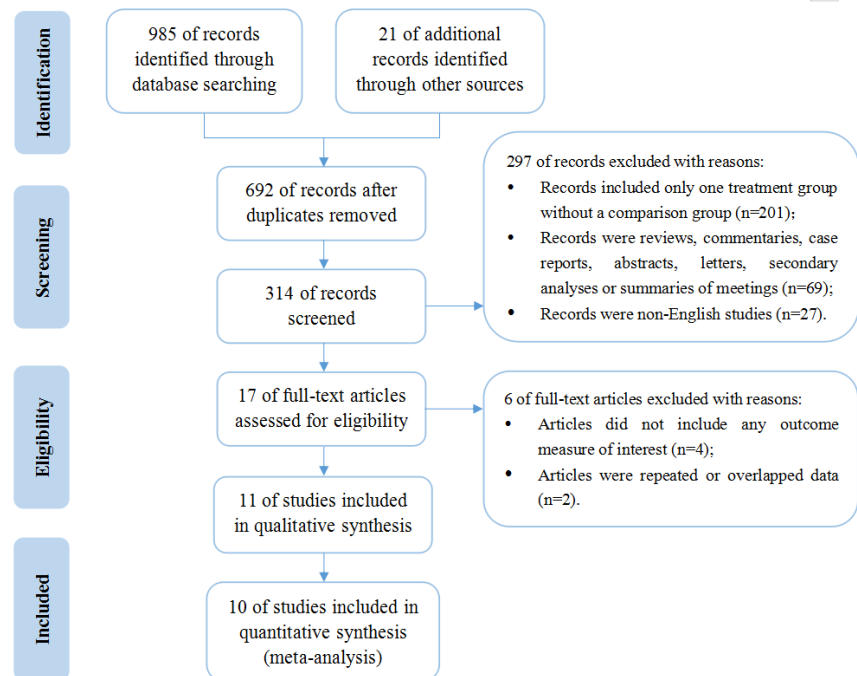 Identification
985 of records
identified through
database searching
21 of additional
records identified
through other sources
Screening
692 of records after
duplicates removed
297 of records excluded with reasons:
• Records included only one treatment group
without a comparison group (n=201);
• Records were reviews, commentaries, case
reports, abstracts, letters, secondary
analyses or summaries of meetings (n=69);
• Records were non-English studies (n=27).
314 of records
screened
Eligibility
17 of full-text articles
assessed for eligibility
6 of full-text articles excluded with reasons:
• Articles did not include any outcome
measure of interest (n=4);
• Articles were repeated or overlapped data
(n=2).
11 of studies included
in qualitative synthesis
Included
10 of studies included in
quantitative synthesis
(meta-analysis)